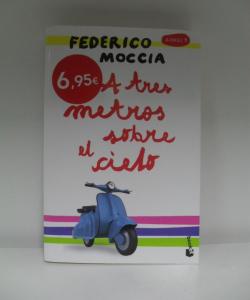 FEDERICO
MOCCIA
6,95€
A tres
metros
sobre
el
cielo